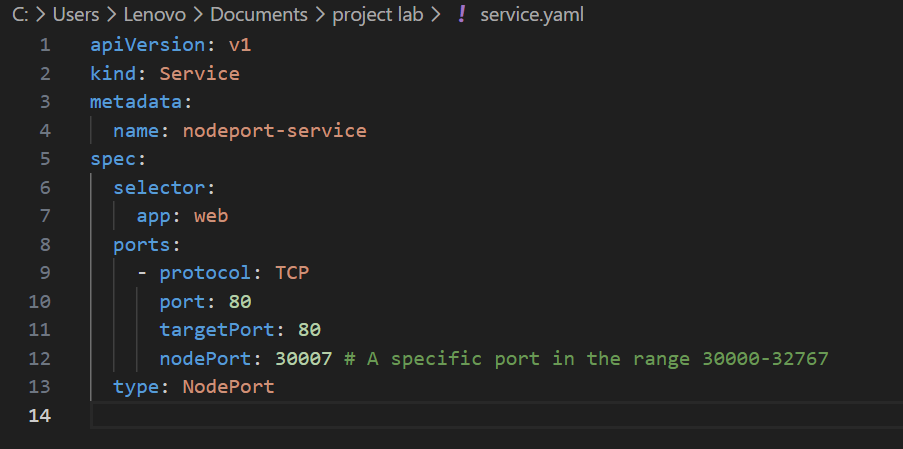 C: > Users > Lenovo > Documents > project lab > ! service.yaml
1 apiVersion: v1
2 kind: Service
3 metadata:
4   name: nodeport-service
5 spec:
6   selector:
7     app: web
8   ports:
9     - protocol: TCP
10       port: 80
11       targetPort: 80
12       nodePort: 30007 # A specific port in the range 30000-32767
13   type: NodePort
14